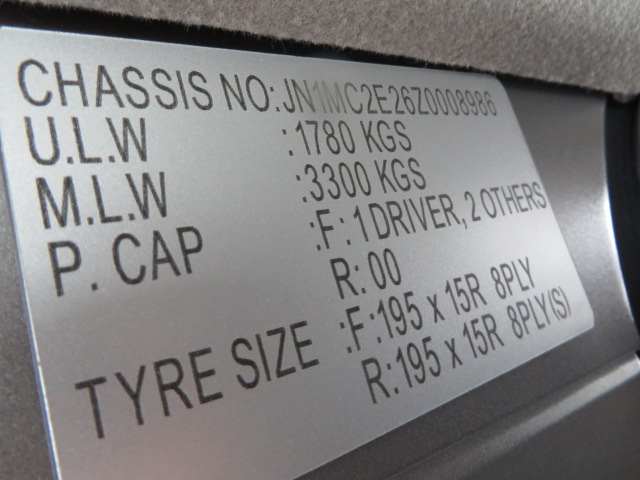 CHASSIS NO:JN1MC2E26Z0008986
U.L.W :1780 KGS
M.L.W :3300 KGS
P. CAP :F: 1 DRIVER, 2 OTHERS
R: 00
TYRE SIZE :F:195 x 15R 8PLY
R:195 x 15R 8PLY(S)